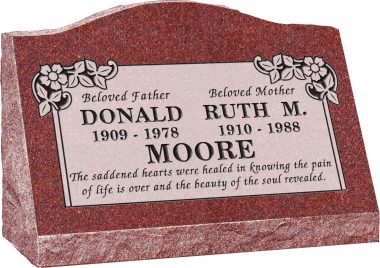 Beloved Father Beloved Mother
DONALD RUTH M.
1909 - 1978 1910 - 1988
MOORE
The saddened hearts were healed in knowing the pain
of life is over and the beauty of the soul revealed.